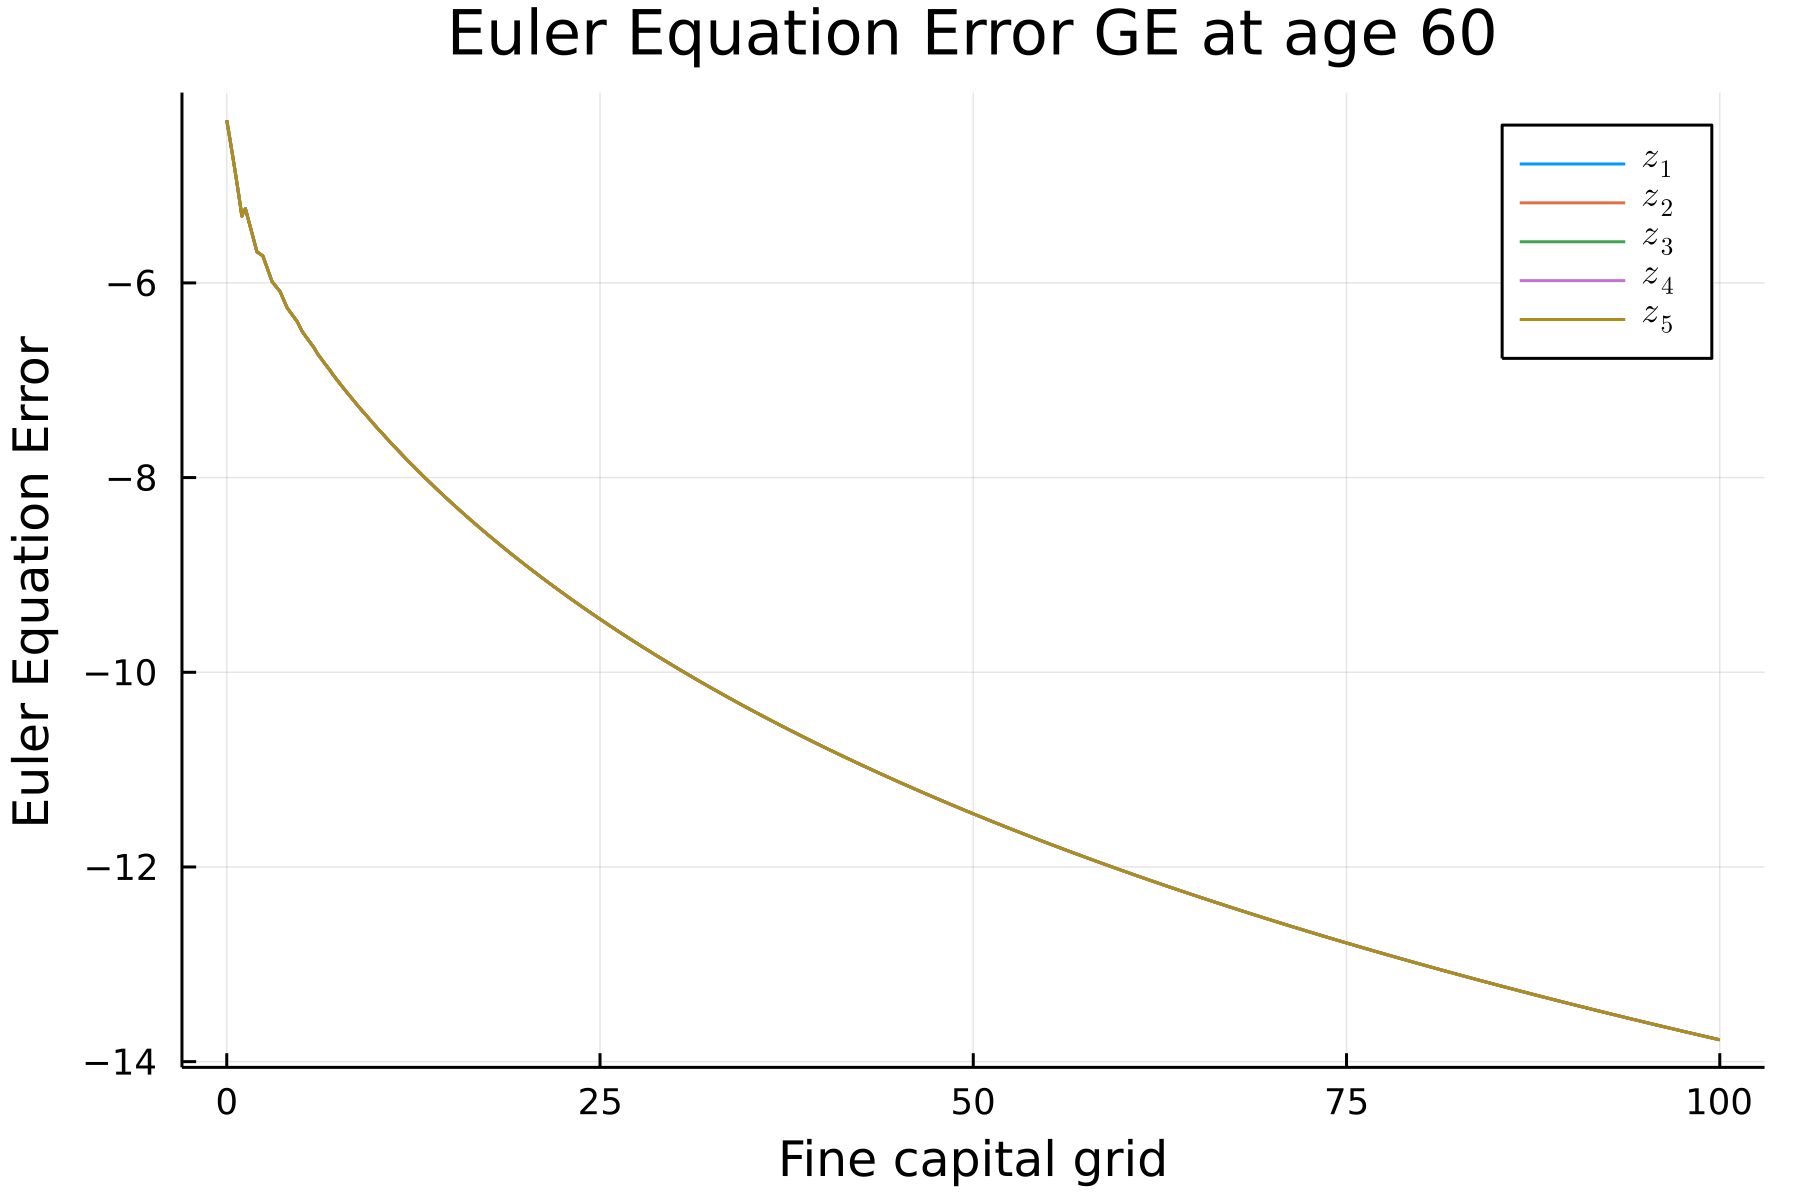 Euler Equation Error GE at age 60
Euler Equation Error
−6
−8
−10
−12
−14
0 25 50 75 100
Fine capital grid
z₁
z₂
z₃
z₄
z₅